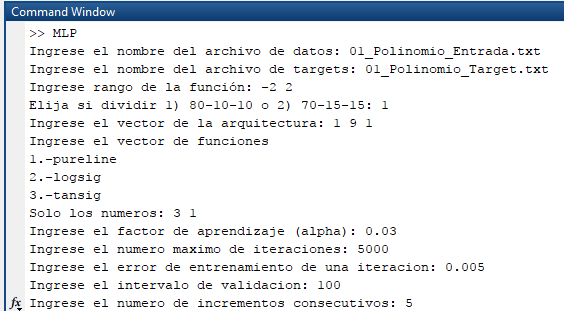 Command Window
>> MLP
Ingrese el nombre del archivo de datos: 01_Polinomio_Entrada.txt
Ingrese el nombre del archivo de targets: 01_Polinomio_Target.txt
Ingrese rango de la función: -2 2
Elija si dividir 1) 80-10-10 o 2) 70-15-15: 1
Ingrese el vector de la arquitectura: 1 9 1
Ingrese el vector de funciones
1.-pureline
2.-logsig
3.-tansig
Solo los numeros: 3 1
Ingrese el factor de aprendizaje (alpha): 0.03
Ingrese el numero maximo de iteraciones: 5000
Ingrese el error de entrenamiento de una iteracion: 0.005
Ingrese el intervalo de validacion: 100
fx Ingrese el numero de incrementos consecutivos: 5